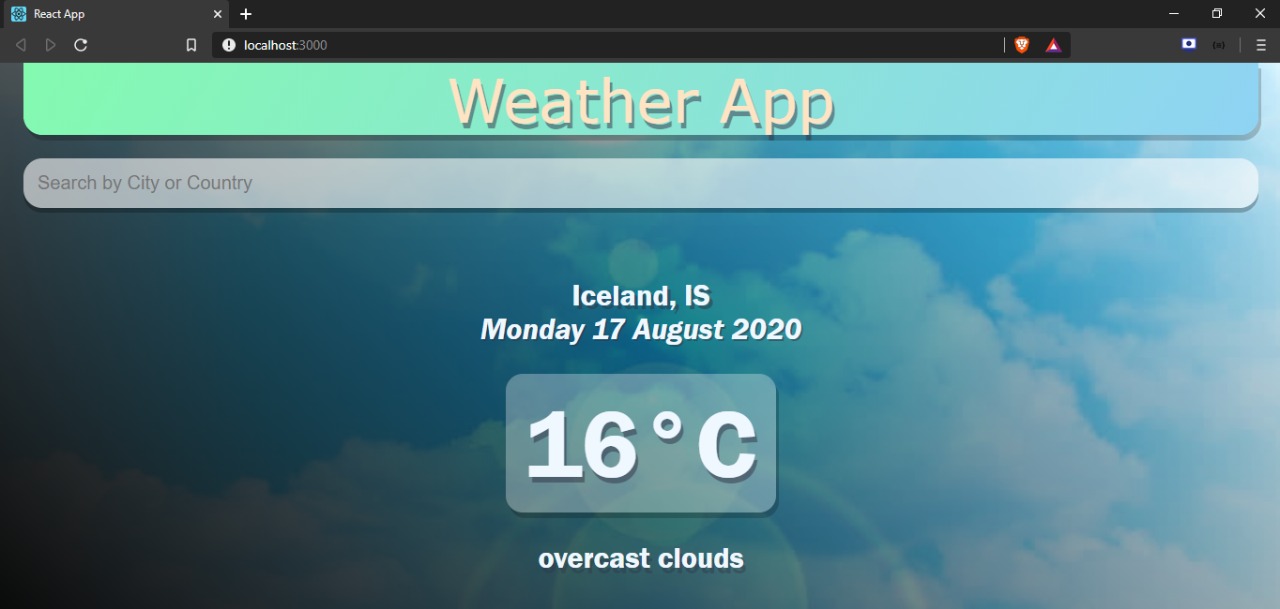 React App
localhost:3000
Weather App
Search by City or Country
Iceland, IS
Monday 17 August 2020
16°C
overcast clouds